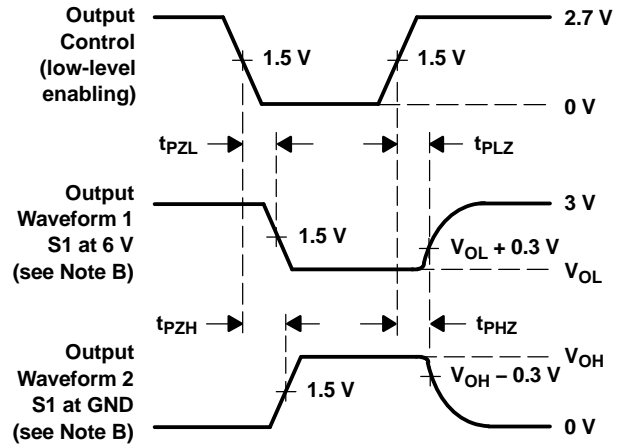 Output
Control
(low-level
enabling)
2.7 V
1.5 V
1.5 V
0 V
tPZL
tPLZ
Output
Waveform 1
S1 at 6 V
(see Note B)
3 V
1.5 V
VOL + 0.3 V
VOL
tPZH
tPHZ
Output
Waveform 2
S1 at GND
(see Note B)
VOH
1.5 V
VOH – 0.3 V
0 V